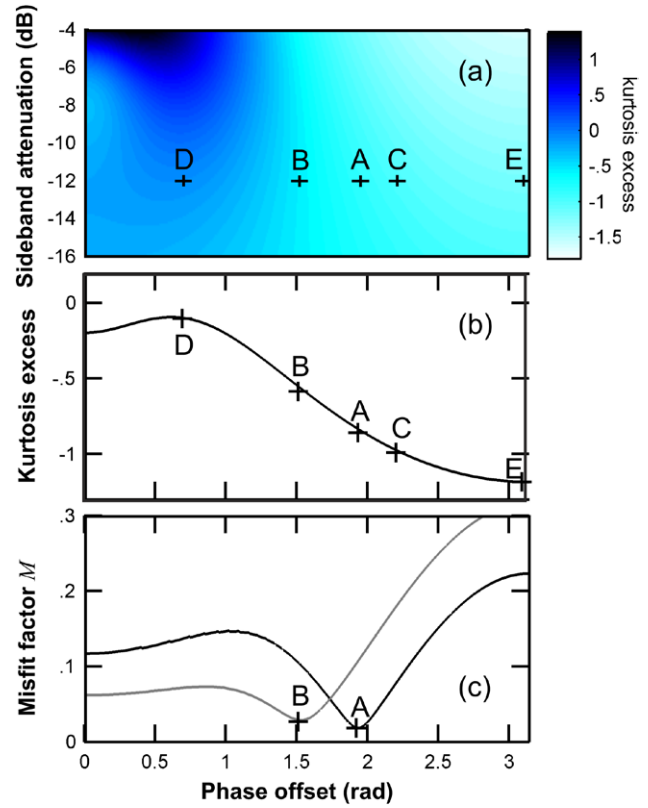 Sideband attenuation (dB)
-4
-6
-8
-10
-12
-14
-16
(a)
D
B
A
C
E
1
.5
0
-.5
-1
-1.5
kurtosis excess
Kurtosis excess
0
-.5
-1
(b)
D
B
A
C
E
Misfit factor M
.3
.2
.1
0
(c)
B
A
0
0.5
1
1.5
2
2.5
3
Phase offset (rad)